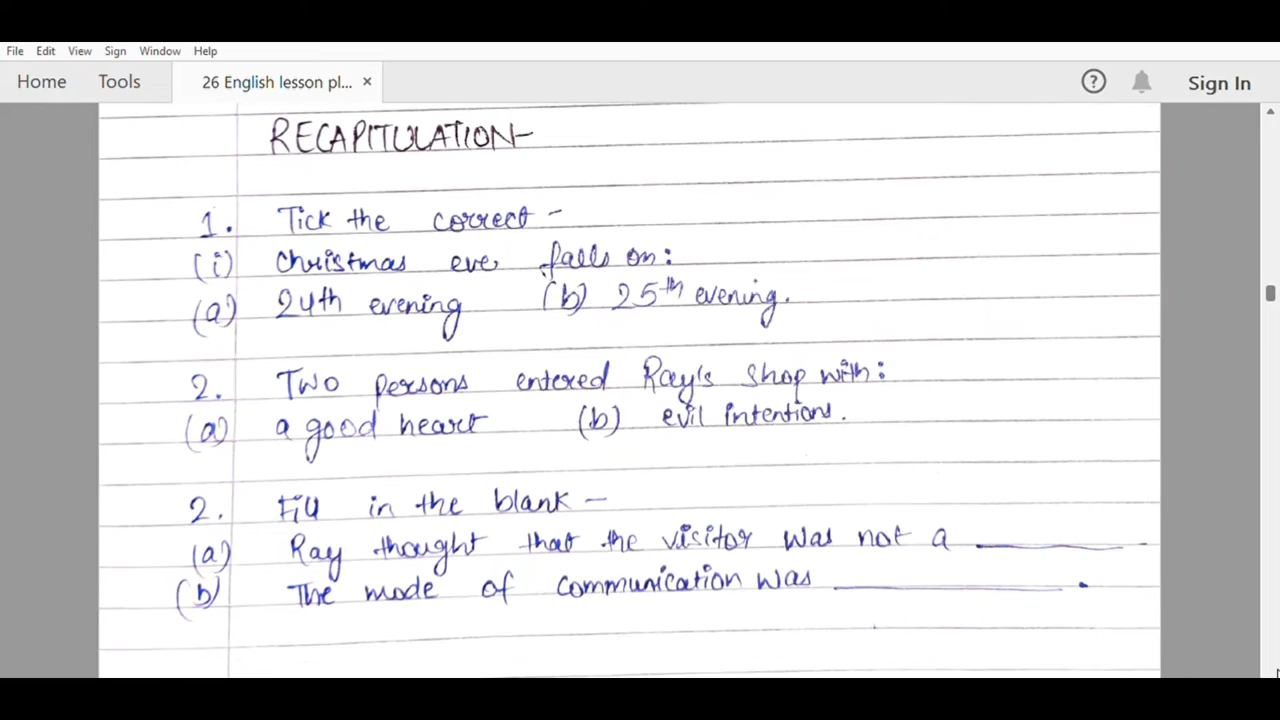 File Edit View Sign Window Help
Home Tools 26 English lesson pl... × ? Sign In
RECAPITULATION-
1. Tick the correct -
(i) Christmas eve falls on:
(a) 24th evening (b) 25th evening.
2. Two persons entered Ray's shop with:
(a) a good heart (b) evil intentions.
2. Fill in the blank -
(a) Ray thought that the visitor was not a ________
(b) The mode of communication was ________.